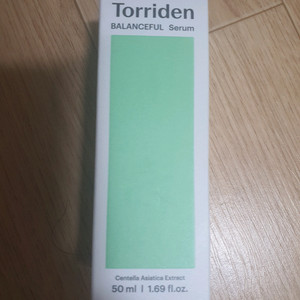 Torriden
BALANCEFUL Serum
Centella Asiatica Extract
50 ml | 1.69 fl.oz.